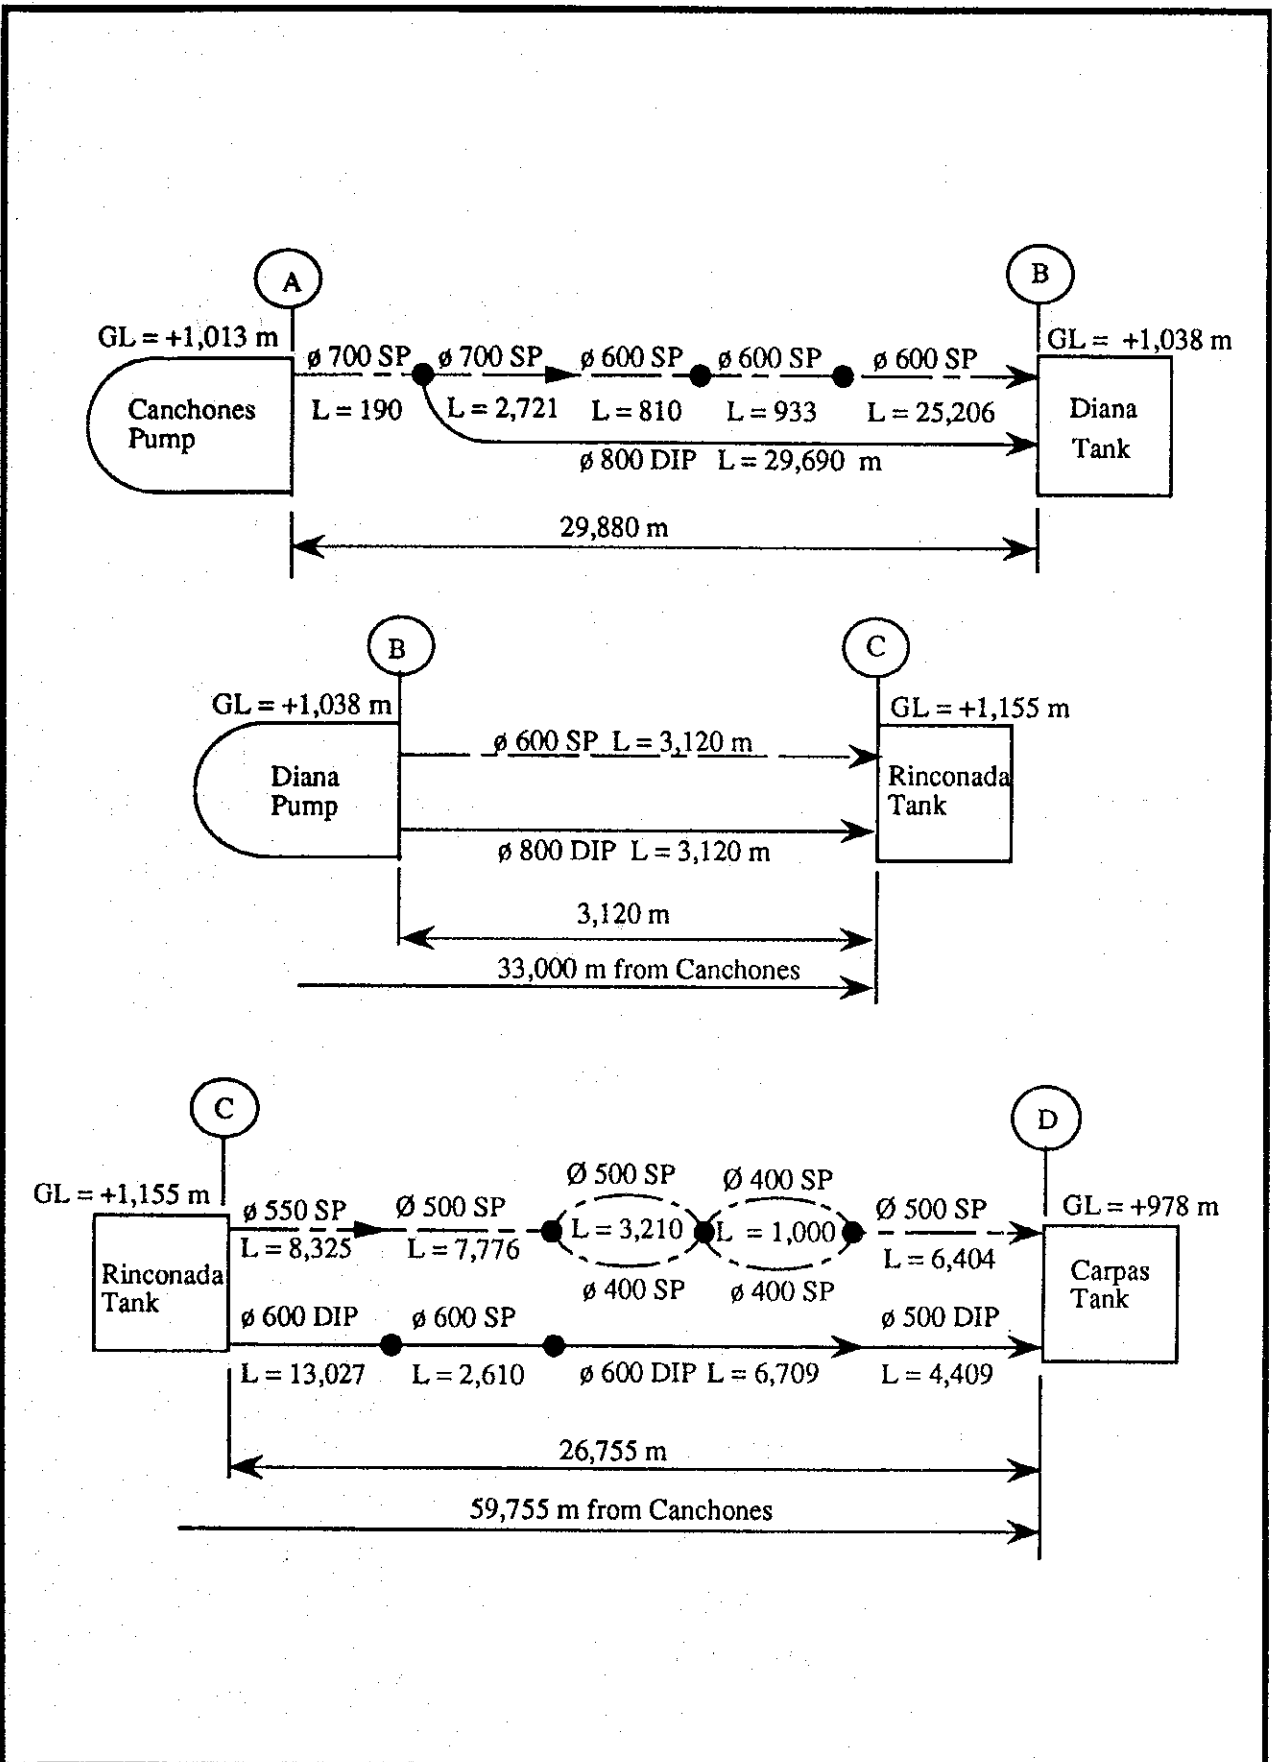 A
B
GL = +1,013 m
GL = +1,038 m
ø 700 SP
ø 700 SP
ø 600 SP
ø 600 SP
ø 600 SP
Canchones
Pump
L = 190
L = 2,721
L = 810
L = 933
L = 25,206
Diana
Tank
ø 800 DIP L = 29,690 m
29,880 m
B
C
GL = +1,038 m
GL = +1,155 m
ø 600 SP L = 3,120 m
Diana
Pump
Rinconada
Tank
ø 800 DIP L = 3,120 m
3,120 m
33,000 m from Canchones
C
D
GL = +1,155 m
GL = +978 m
ø 550 SP
Ø 500 SP
Ø 500 SP
Ø 400 SP
Ø 500 SP
L = 8,325
L = 7,776
L = 3,210
L = 1,000
L = 6,404
ø 400 SP
ø 400 SP
Rinconada
Tank
Carpas
Tank
ø 600 DIP
ø 600 SP
ø 500 DIP
L = 13,027
L = 2,610
ø 600 DIP L = 6,709
L = 4,409
26,755 m
59,755 m from Canchones